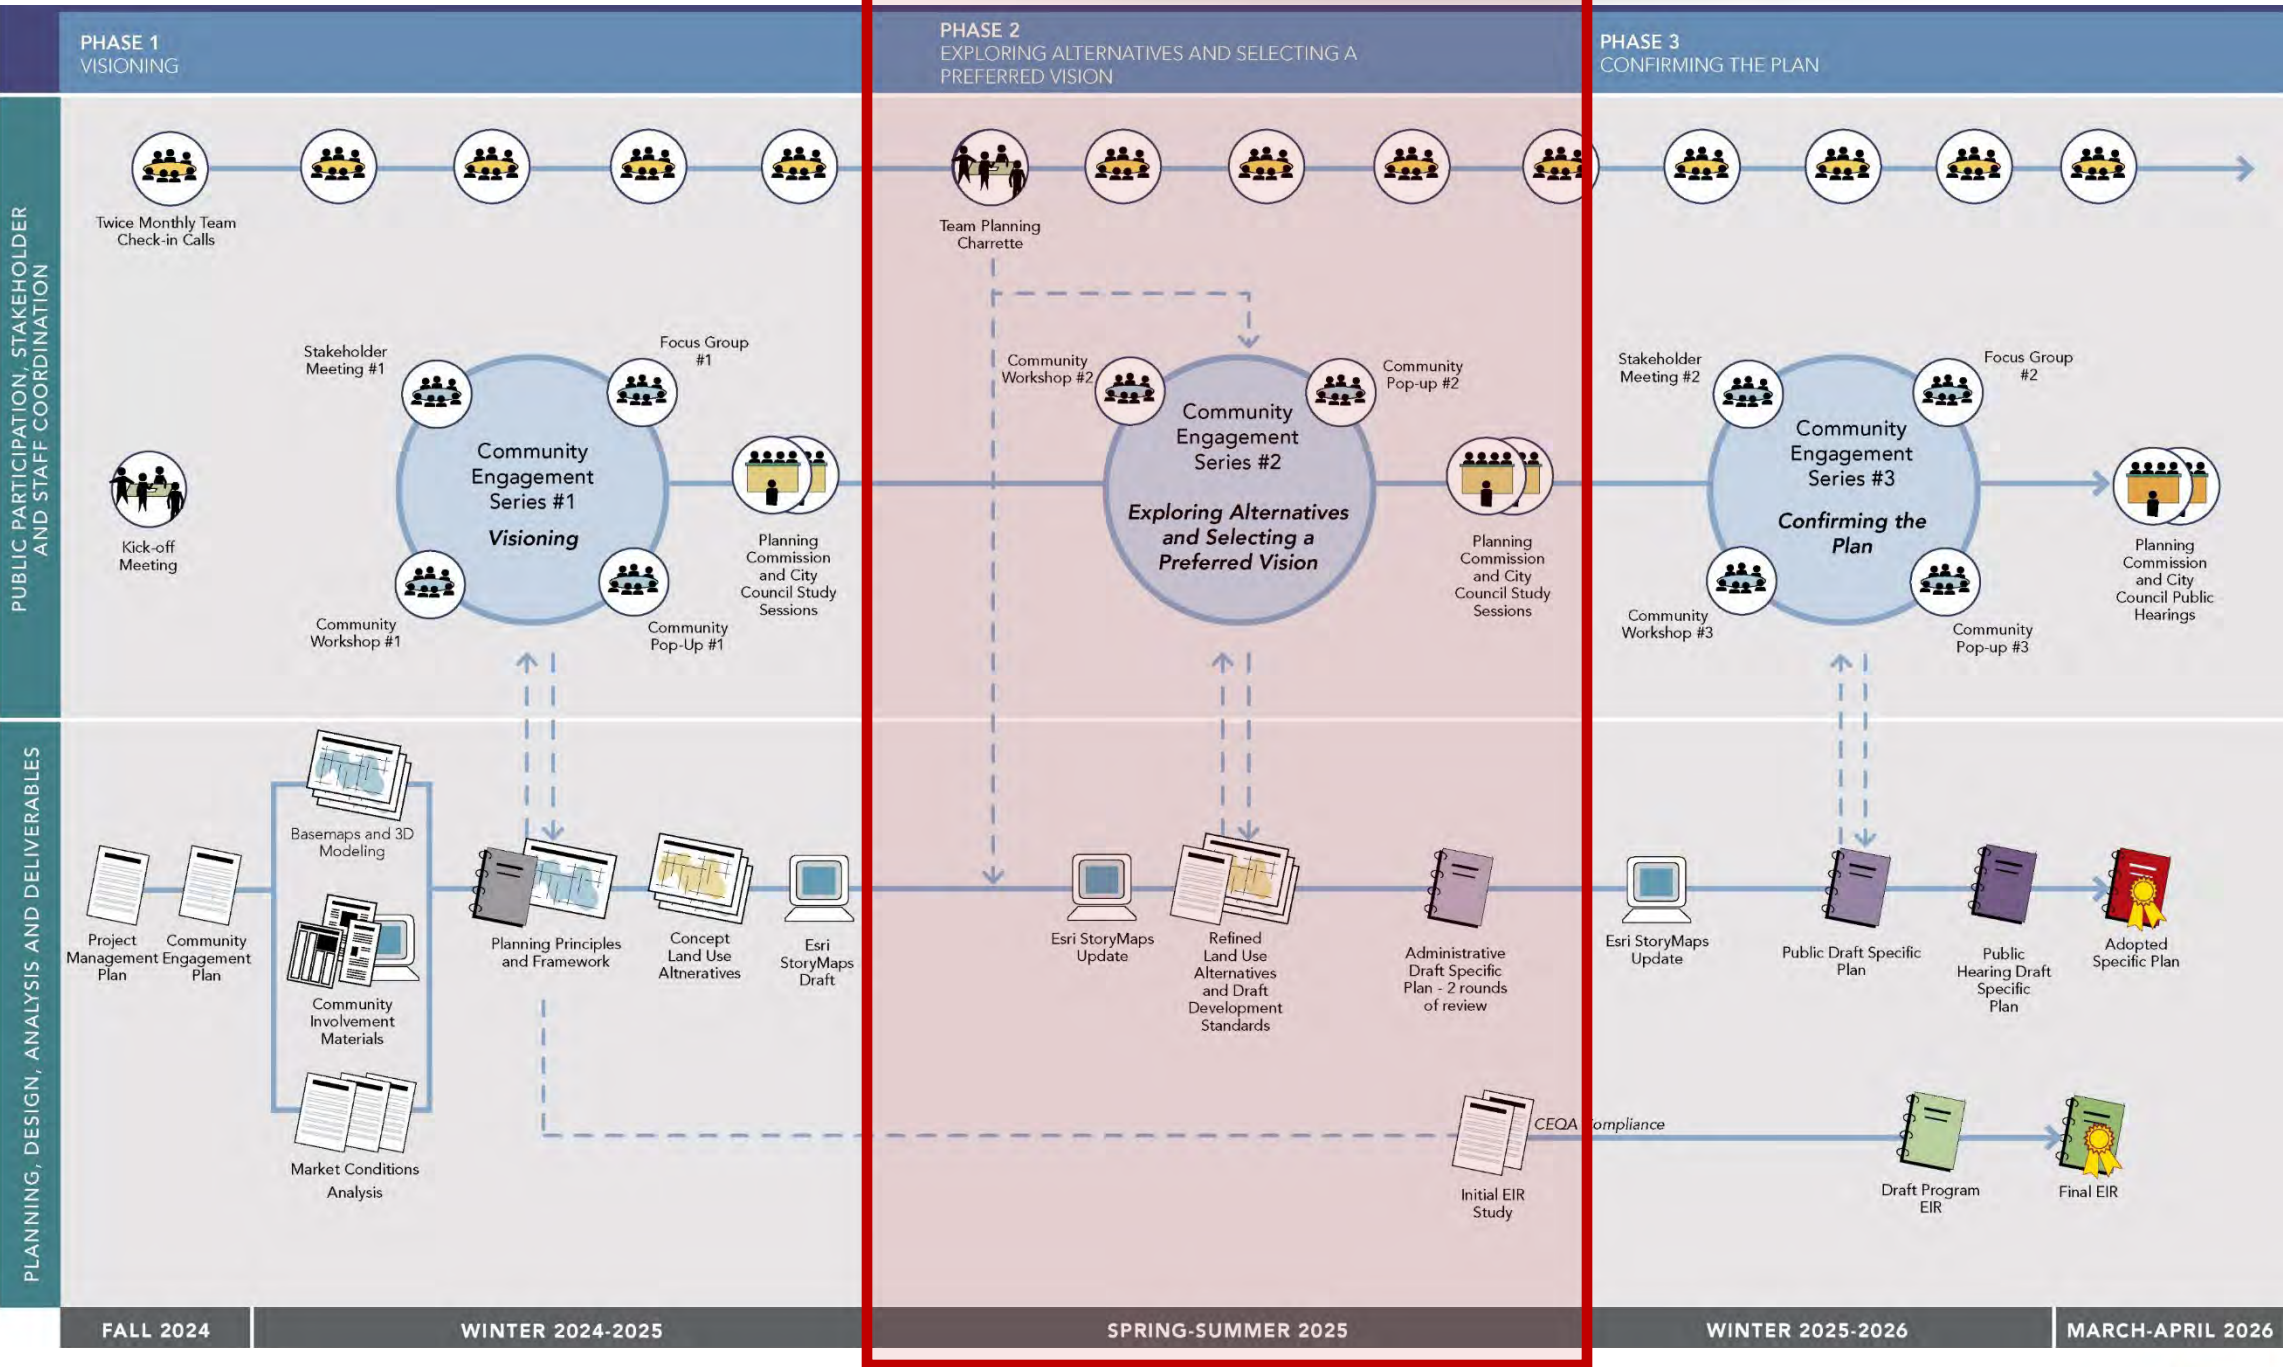 PHASE 1
VISIONING
PHASE 2
EXPLORING ALTERNATIVES AND SELECTING A
PREFERRED VISION
PHASE 3
CONFIRMING THE PLAN
PUBLIC PARTICIPATION, STAKEHOLDER
AND STAFF COORDINATION
Twice Monthly Team
Check-in Calls
Team Planning
Charrette
Kick-off
Meeting
Stakeholder
Meeting #1
Focus Group
#1
Community
Engagement
Series #1
Visioning
Community
Workshop #1
Community
Pop-Up #1
Planning
Commission
and City
Council Study
Sessions
Community
Workshop #2
Community
Pop-up #2
Community
Engagement
Series #2
Exploring Alternatives
and Selecting a
Preferred Vision
Planning
Commission
and City
Council Study
Sessions
Stakeholder
Meeting #2
Focus Group
#2
Community
Engagement
Series #3
Confirming the
Plan
Community
Workshop #3
Community
Pop-up #3
Planning
Commission
and City
Council Public
Hearings
PLANNING, DESIGN, ANALYSIS AND DELIVERABLES
Project
Management
Plan
Community
Engagement
Plan
Basemaps and 3D
Modeling
Community
Involvement
Materials
Market Conditions
Analysis
Planning Principles
and Framework
Concept
Land Use
Altneratives
Esri
StoryMaps
Draft
Esri StoryMaps
Update
Refined
Land Use
Alternatives
and Draft
Development
Standards
Administrative
Draft Specific
Plan - 2 rounds
of review
Initial EIR
Study
CEQA Compliance
Esri StoryMaps
Update
Public Draft Specific
Plan
Public
Hearing Draft
Specific
Plan
Adopted
Specific Plan
Draft Program
EIR
Final EIR
FALL 2024
WINTER 2024-2025
SPRING-SUMMER 2025
WINTER 2025-2026
MARCH-APRIL 2026